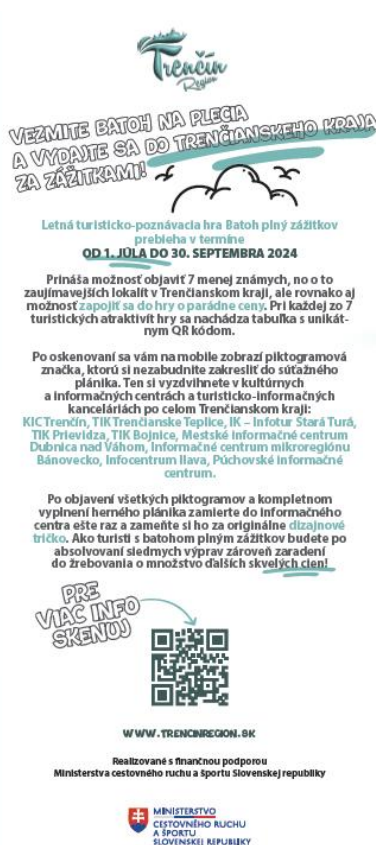 Trenčín
Region
VEZMITE BATOH NA PLECIA
A VYDAJTE SA DO TRENČIANSKEHO KRAJA
ZA ZÁŽITKAMI!
Letná turisticko-poznávacia hra Batoh plný zážitkov
prebieha v termíne
OD 1. JÚLA DO 30. SEPTEMBRA 2024
Prináša možnosť objaviť 7 menej známych, no o to
zaujímavejších lokalít v Trenčianskom kraji, ale rovnako aj
možnosť zapojiť sa do hry o parádne ceny. Pri každej zo 7
turistických atraktivít hry sa nachádza tabuľka s unikát-
nym QR kódom.
Po oskenovaní sa vám na mobile zobrazí piktogramová
značka, ktorú si nezabudnite zakresliť do súťažného
plánika. Ten si vyzdvihnete v kultúrnych
a informačných centrách a turisticko-informačných
kanceláriách po celom Trenčianskom kraji:
KIC Trenčín, TIK Trenčianske Teplice, IK – Infotur Stará Turá,
TIK Prievidza, TIK Bojnice, Mestské informačné centrum
Dubnica nad Váhom, Informačné centrum mikroregiónu
Bánovecko, Infocentrum Ilava, Púchovské informačné
centrum.
Po objavení všetkých piktogramov a kompletnom
vyplnení herného plánika zamierte do informačného
centra ešte raz a zameňte si ho za originálne dizajnové
tričko. Ako turisti s batohom plným zážitkov budete po
absolvovaní siedmych výprav zároveň zaradení
do žrebovania o množstvo ďalších skvelých cien!
PRE
VIAC INFO
SKENUJ
WWW.TRENCINREGION.SK
Realizované s finančnou podporou
Ministerstva cestovného ruchu a športu Slovenskej republiky
MINISTERSTVO
CESTOVNÉHO RUCHU
A ŠPORTU
SLOVENSKEJ REPUBLIKY